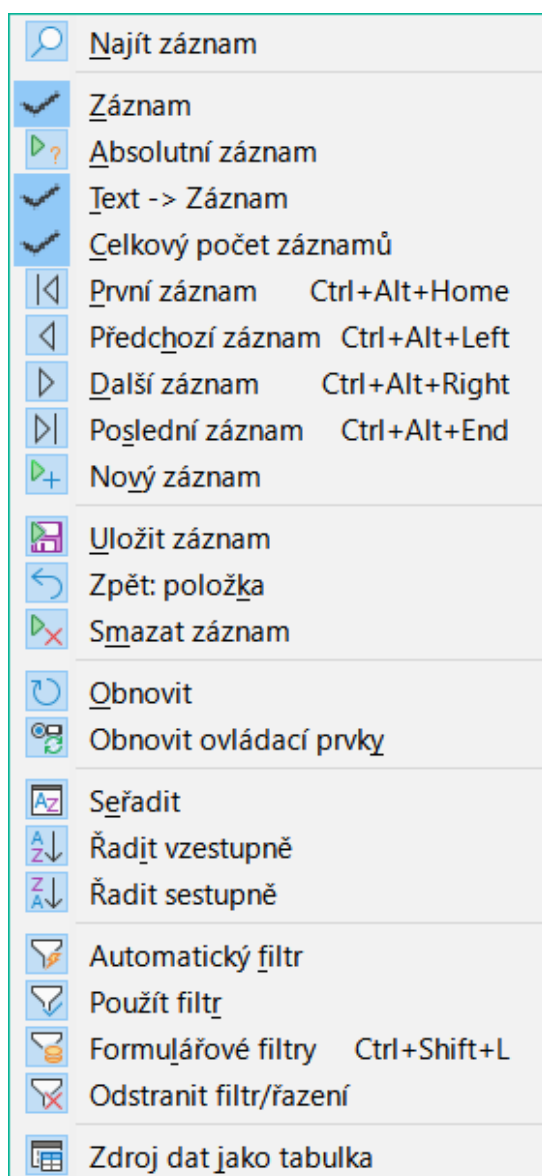 Najít záznam
Záznam
Absolutní záznam
Text -> Záznam
Celkový počet záznamů
První záznam Ctrl+Alt+Home
Předchozí záznam Ctrl+Alt+Left
Další záznam Ctrl+Alt+Right
Poslední záznam Ctrl+Alt+End
Nový záznam
Uložit záznam
Zpět: položka
Smazat záznam
Obnovit
Obnovit ovládací prvky
Seřadit
Řadit vzestupně
Řadit sestupně
Automatický filtr
Použít filtr
Formulářové filtry Ctrl+Shift+L
Odstranit filtr/řazení
Zdroj dat jako tabulka